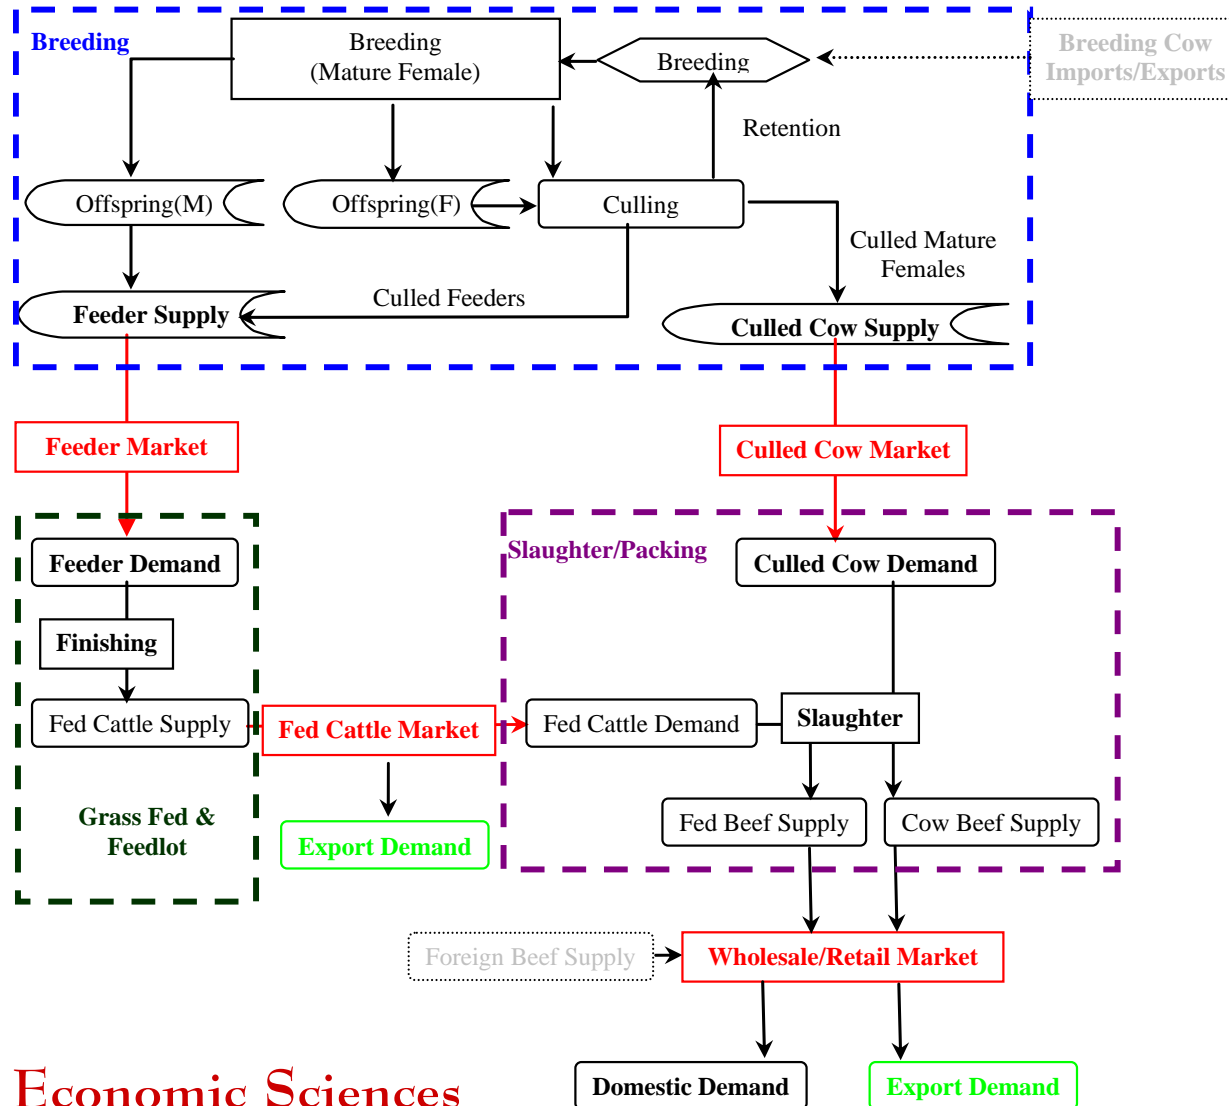 Breeding
Breeding
(Mature Female)
Breeding
Breeding Cow
Imports/Exports
Retention
Offspring(M)
Offspring(F)
Culling
Culled Mature
Females
Culled Feeders
Feeder Supply
Culled Cow Supply
Feeder Market
Culled Cow Market
Slaughter/Packing
Feeder Demand
Culled Cow Demand
Finishing
Fed Cattle Supply
Fed Cattle Market
Fed Cattle Demand
Slaughter
Grass Fed &
Feedlot
Export Demand
Fed Beef Supply
Cow Beef Supply
Foreign Beef Supply
Wholesale/Retail Market
Domestic Demand
Export Demand
Economic Sciences